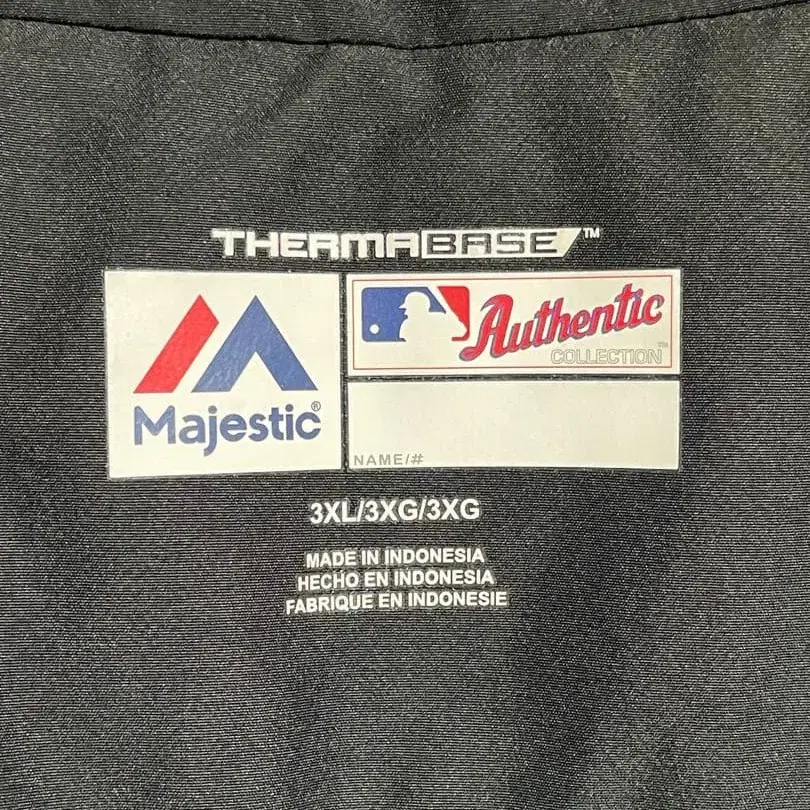 THERMABASE™
Majestic®
Authentic
COLLECTION™
NAME/#
3XL/3XG/3XG
MADE IN INDONESIA
HECHO EN INDONESIA
FABRIQUE EN INDONESIE